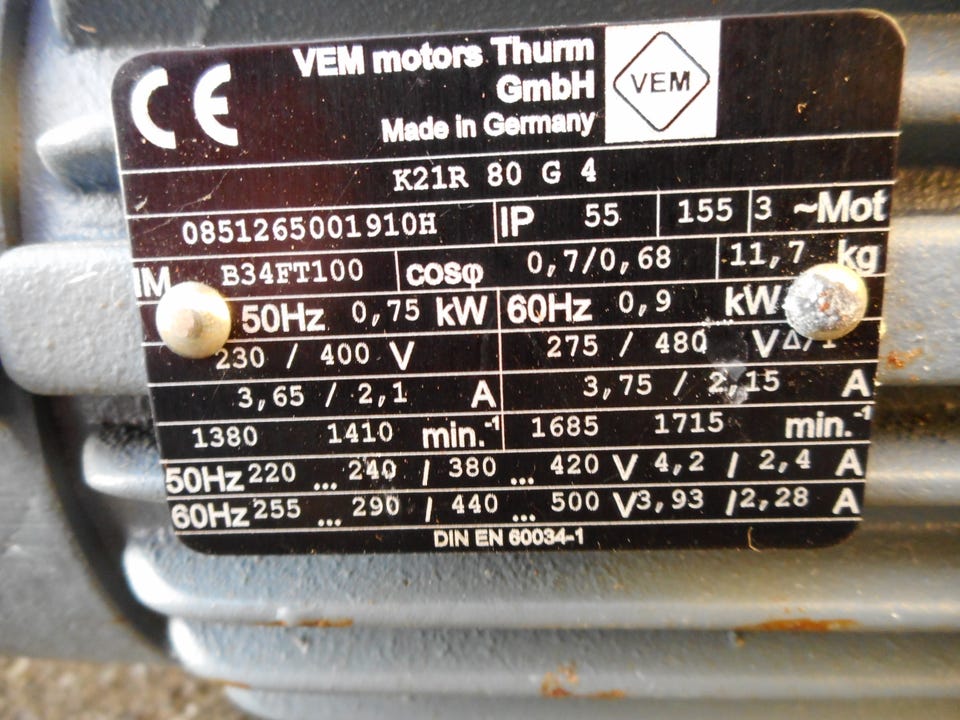 CE VEM motors Thurm
GmbH
VEM
Made in Germany
K21R 80 G 4
0851265001910H IP 55 155 3 ~Mot
IM B34FT100 cosφ 0,7/0,68 11,7 kg
50Hz 0,75 kW 60Hz 0,9 kW
230 / 400 V 275 / 480 V Δ/
3,65 / 2,1 A 3,75 / 2,15 A
1380 1410 min.⁻¹ 1685 1715 min.⁻¹
50Hz 220 ... 240 / 380 ... 420 V 4,2 / 2,4 A
60Hz 255 ... 290 / 440 ... 500 V 3,93 / 2,28 A
DIN EN 60034-1